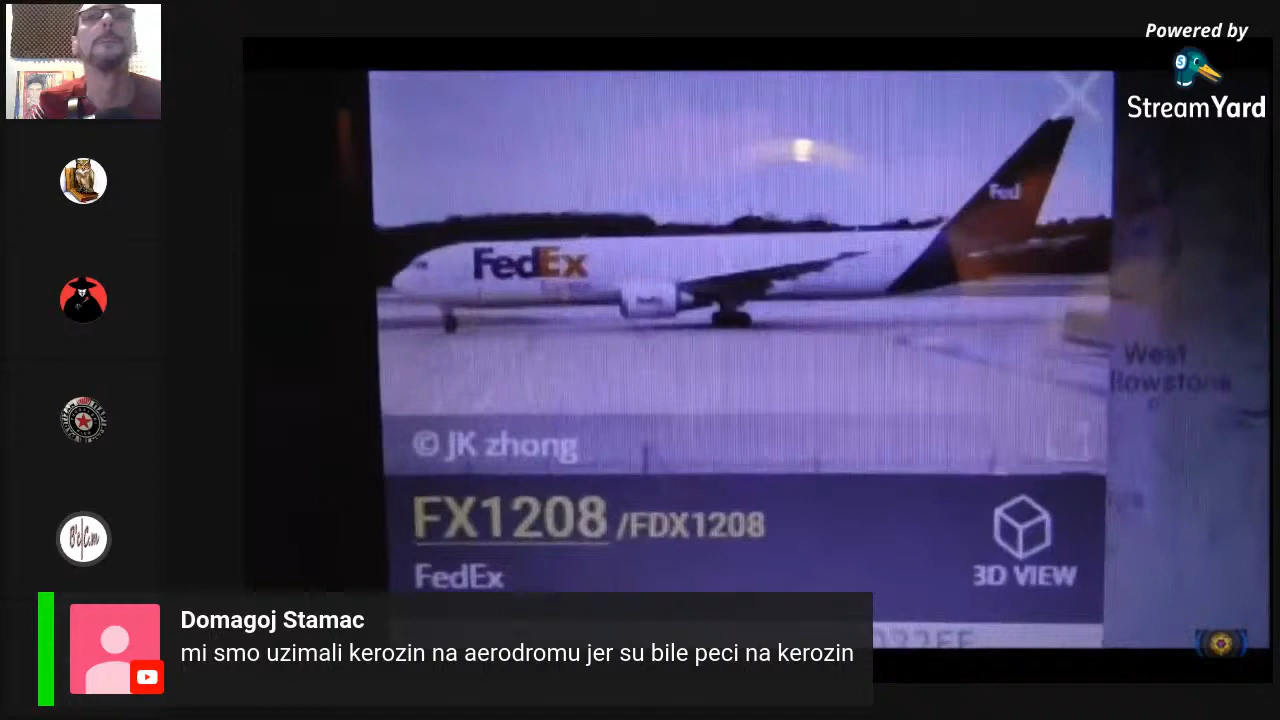 Powered by
StreamYard
Fed
FedEx
West
© JK zhong
FX1208 /FDX1208
FedEx
3D VIEW
Domagoj Stamac
mi smo uzimali kerozin na aerodromu jer su bile peci na kerozin